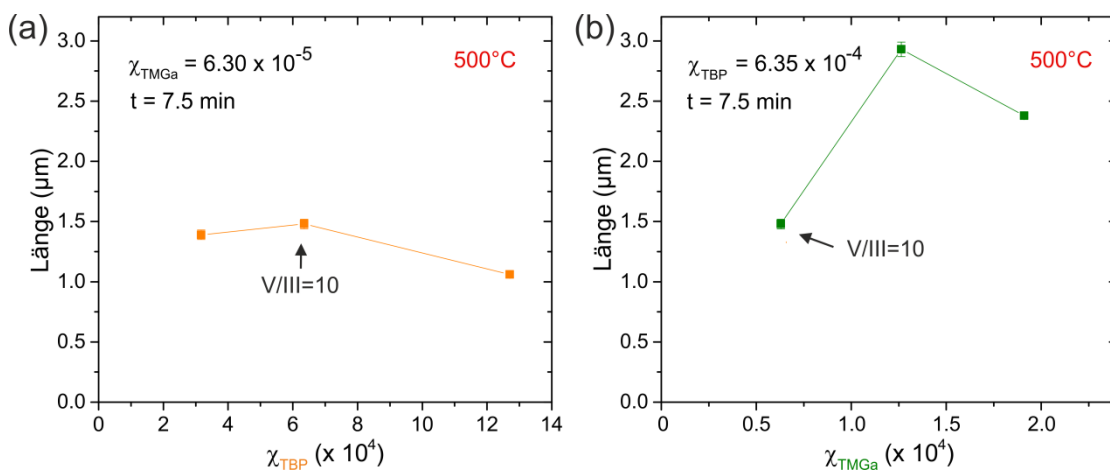 (a)
χTMGa = 6.30 x 10-5
t = 7.5 min
500°C
V/III=10
Länge (µm)
3.0
2.5
2.0
1.5
1.0
0.5
0.0
0 2 4 6 8 10 12 14
χTBP (x 104)
(b)
χTBP = 6.35 x 10-4
t = 7.5 min
500°C
V/III=10
Länge (µm)
3.0
2.5
2.0
1.5
1.0
0.5
0.0
0.0 0.5 1.0 1.5 2.0
χTMGa (x 104)